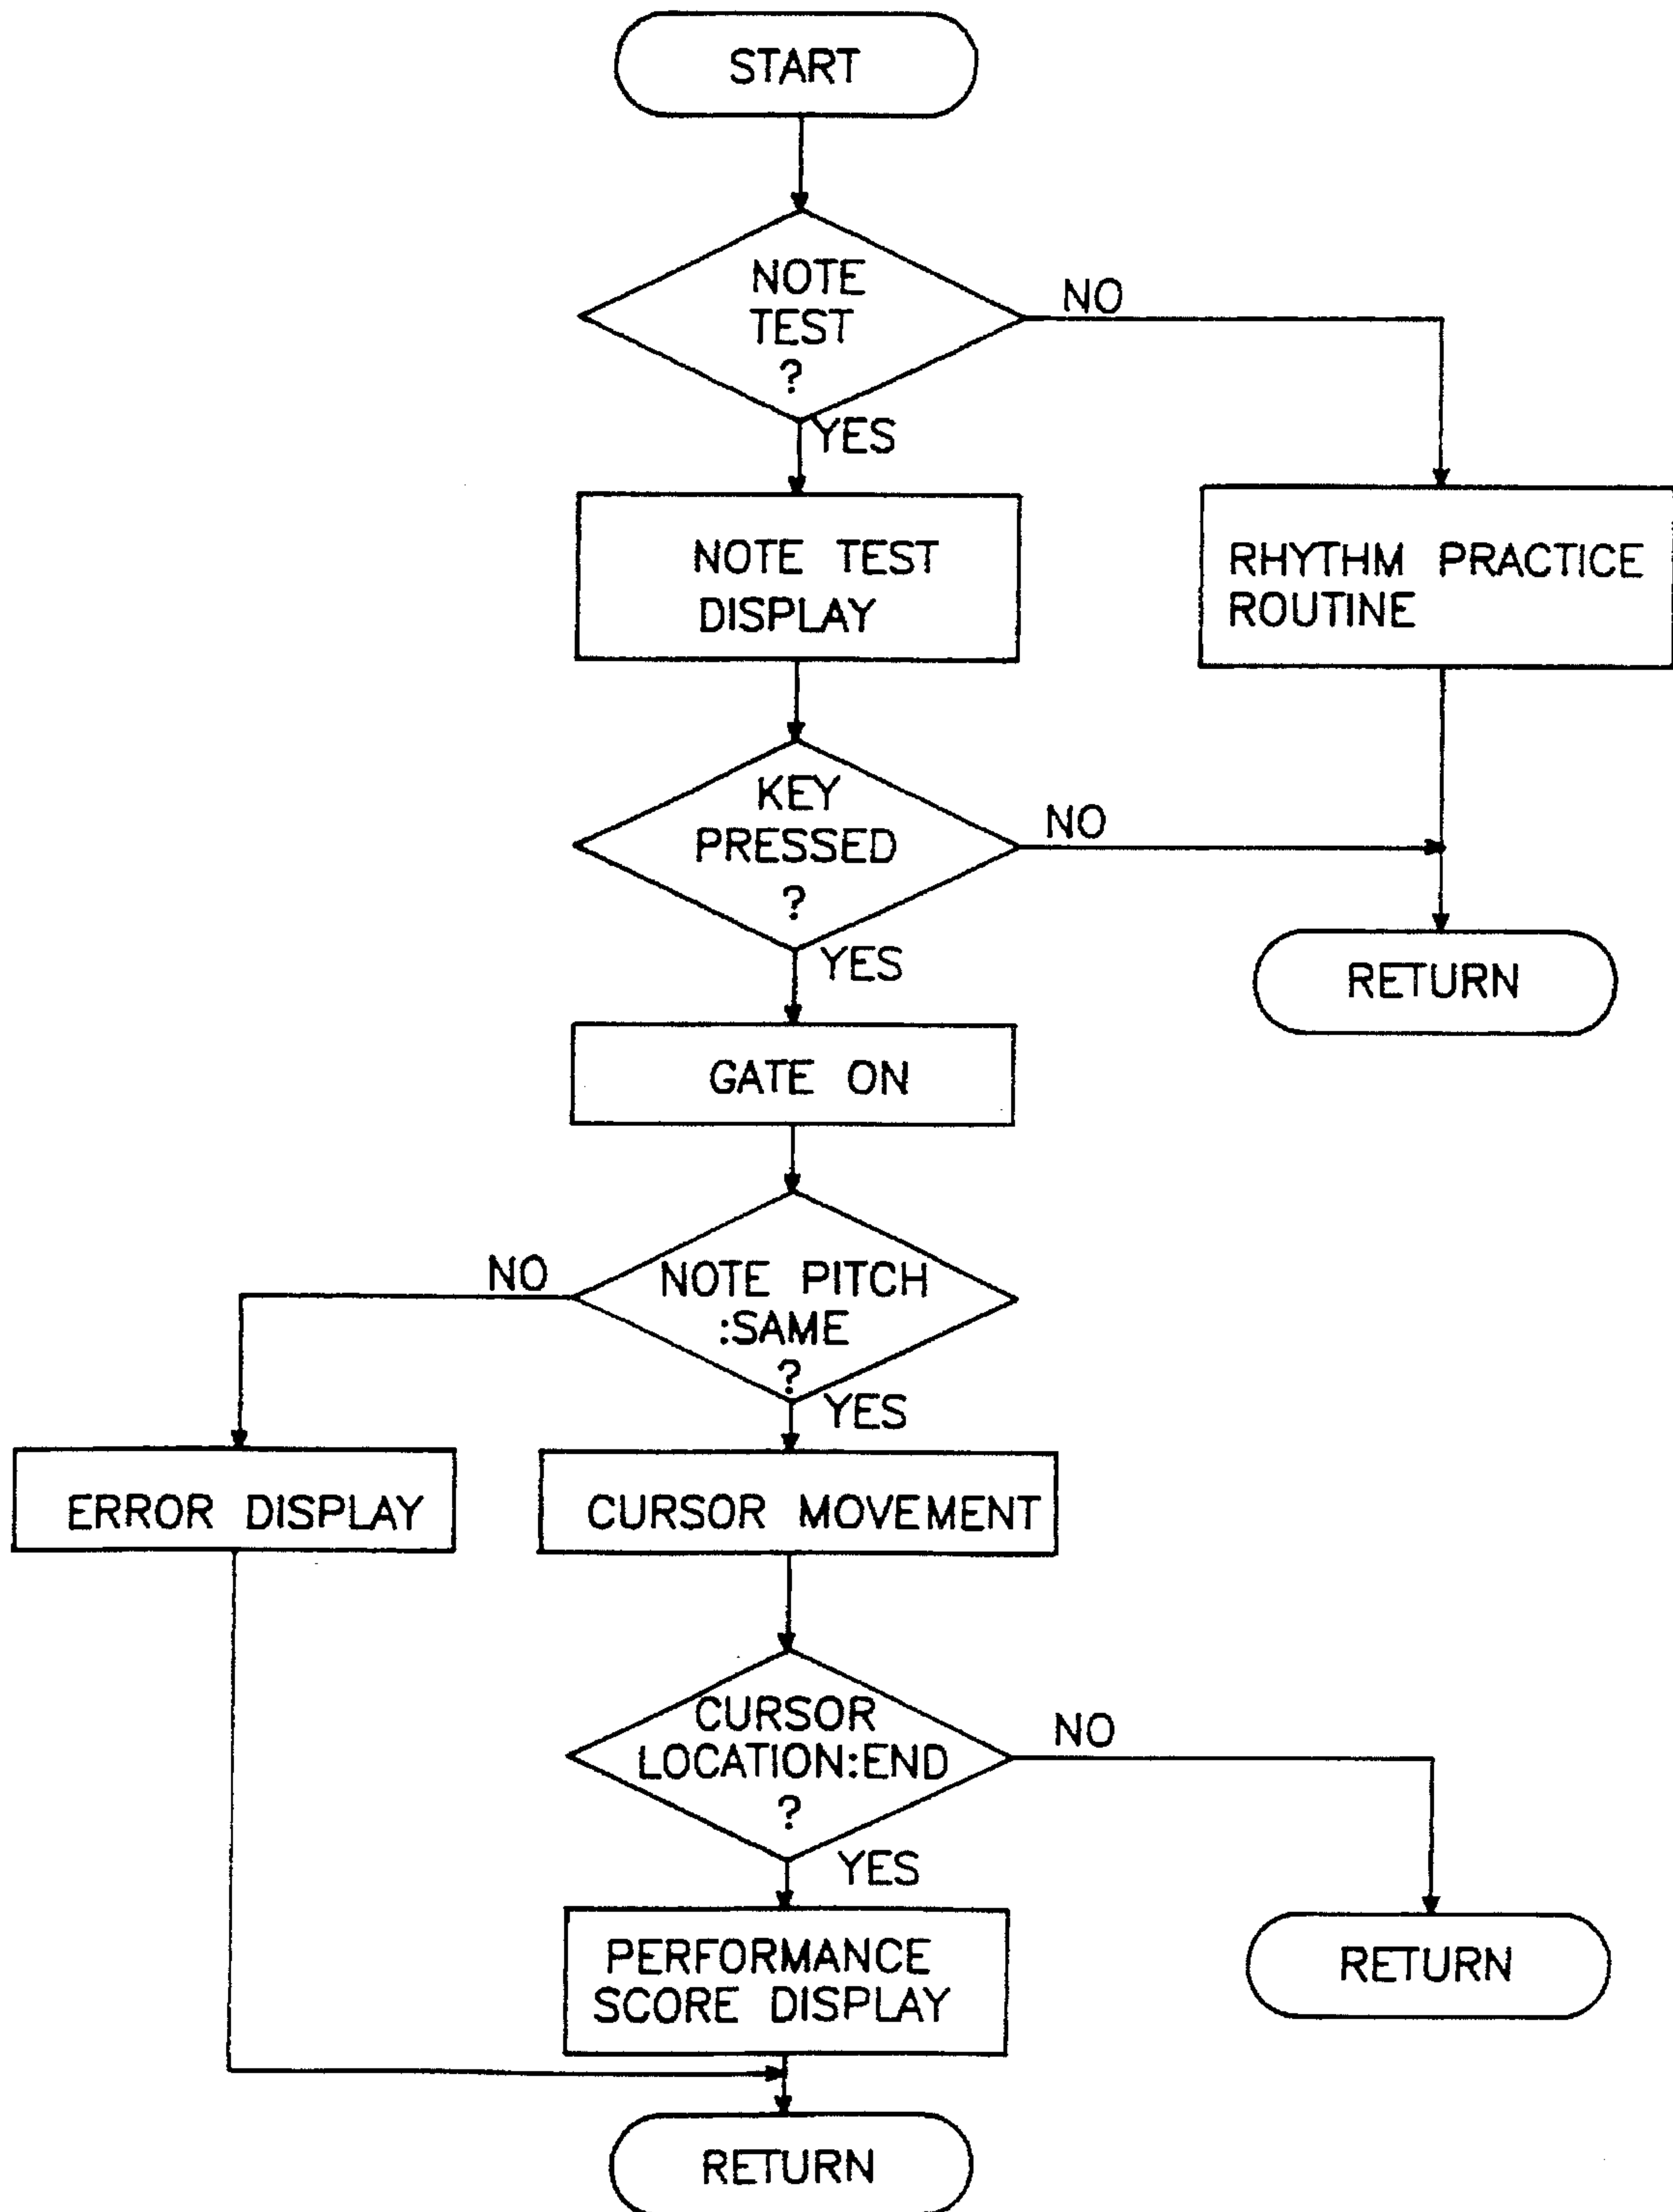 START
NOTE
TEST
?
NO
YES
NOTE TEST
DISPLAY
RHYTHM PRACTICE
ROUTINE
KEY
PRESSED
?
NO
YES
RETURN
GATE ON
NOTE PITCH
:SAME
?
NO
YES
ERROR DISPLAY
CURSOR MOVEMENT
CURSOR
LOCATION:END
?
NO
YES
PERFORMANCE
SCORE DISPLAY
RETURN
RETURN